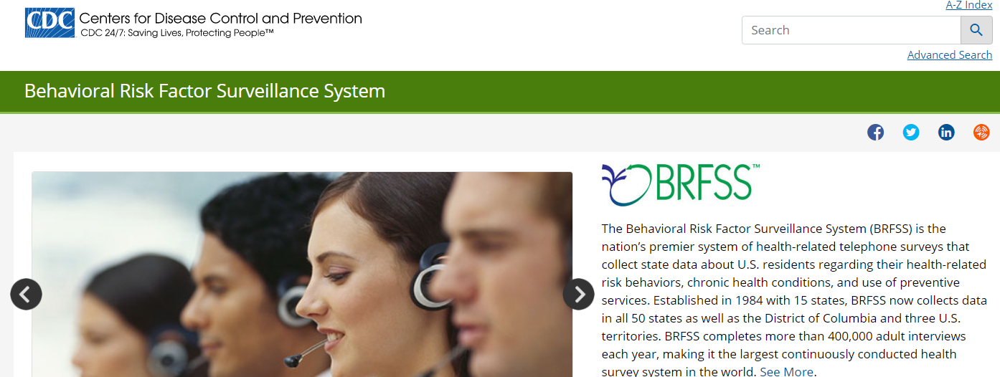 CDC Centers for Disease Control and Prevention
CDC 24/7: Saving Lives, Protecting People™
A-Z Index
Search
Advanced Search
Behavioral Risk Factor Surveillance System
BRFSS™
The Behavioral Risk Factor Surveillance System (BRFSS) is the
nation’s premier system of health-related telephone surveys that
collect state data about U.S. residents regarding their health-related
risk behaviors, chronic health conditions, and use of preventive
services. Established in 1984 with 15 states, BRFSS now collects data
in all 50 states as well as the District of Columbia and three U.S.
territories. BRFSS completes more than 400,000 adult interviews
each year, making it the largest continuously conducted health
survey system in the world. See More.